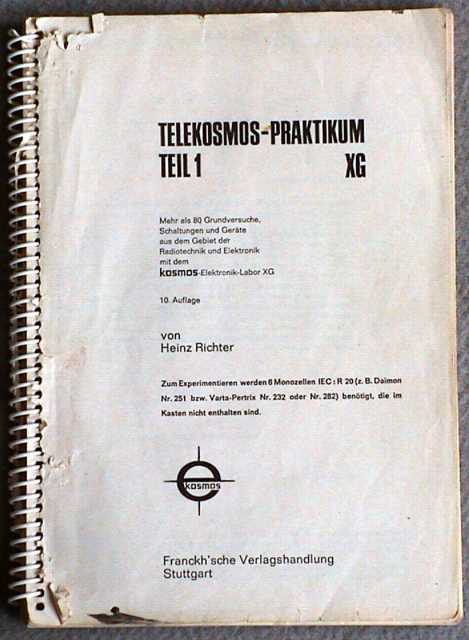 TELEKOSMOS-PRAKTIKUM
TEIL 1 XG
Mehr als 80 Grundversuche,
Schaltungen und Geräte
aus dem Gebiet der
Radiotechnik und Elektronik
mit dem
kosmos-Elektronik-Labor XG
10. Auflage
von
Heinz Richter
Zum Experimentieren werden 6 Monozellen IEC : R 20 (z. B. Daimon
Nr. 251 bzw. Varta-Pertrix Nr. 232 oder Nr. 282) benötigt, die im
Kasten nicht enthalten sind.
kosmos
Franckh'sche Verlagshandlung
Stuttgart